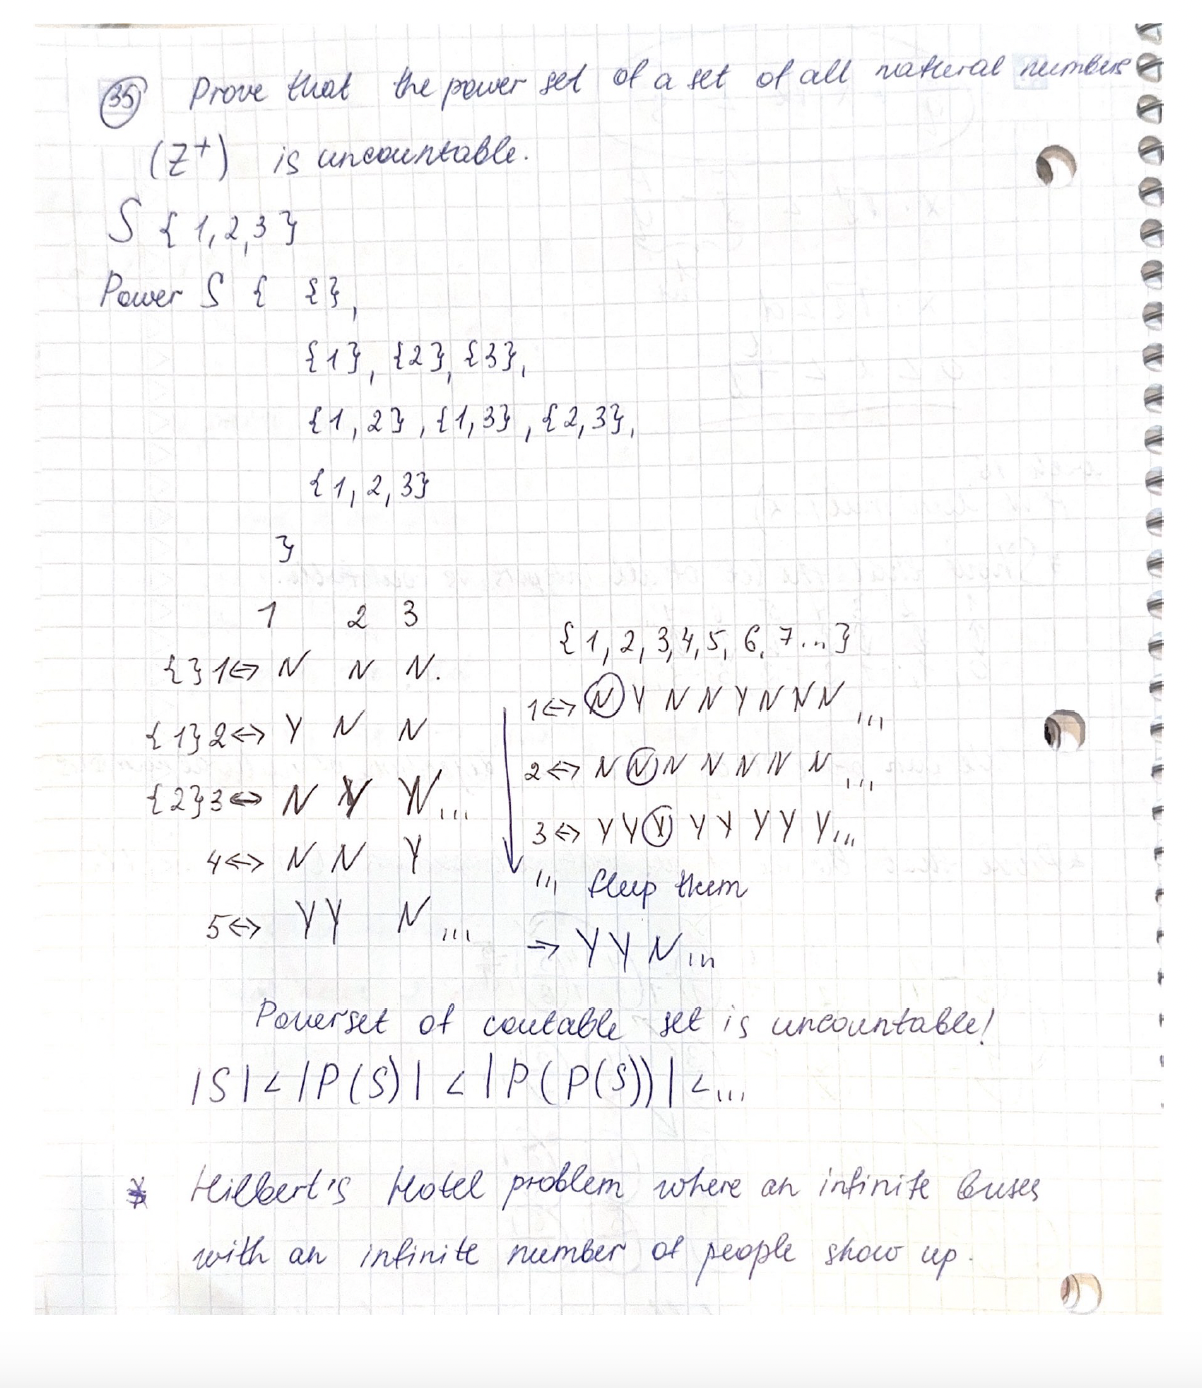 35 Prove that the power set of a set of all natural numbers
(Z+) is uncountable.
S { 1, 2, 3 }
Power S { {},
{1}, {2}, {3},
{1, 2}, {1, 3}, {2, 3},
{1, 2, 3}
}
1 2 3
{} 1 <-> N N N.
{1} 2 <-> Y N N
{2} 3 <-> N Y N ...
4 <-> N N Y
5 <-> Y Y N ...
{ 1, 2, 3, 4, 5, 6, 7 ... }
1 <-> N Y N N Y N N N ...
2 <-> N N N N N N N ...
3 <-> Y Y Y Y Y Y Y Y ...
... fleep them
=> Y Y N ...
Powerset of coutable set is uncountable!
|S| < |P(S)| < |P(P(S))| < ...
* Hilbert's Hotel problem where an infinite buses
with an infinite number of people show up.